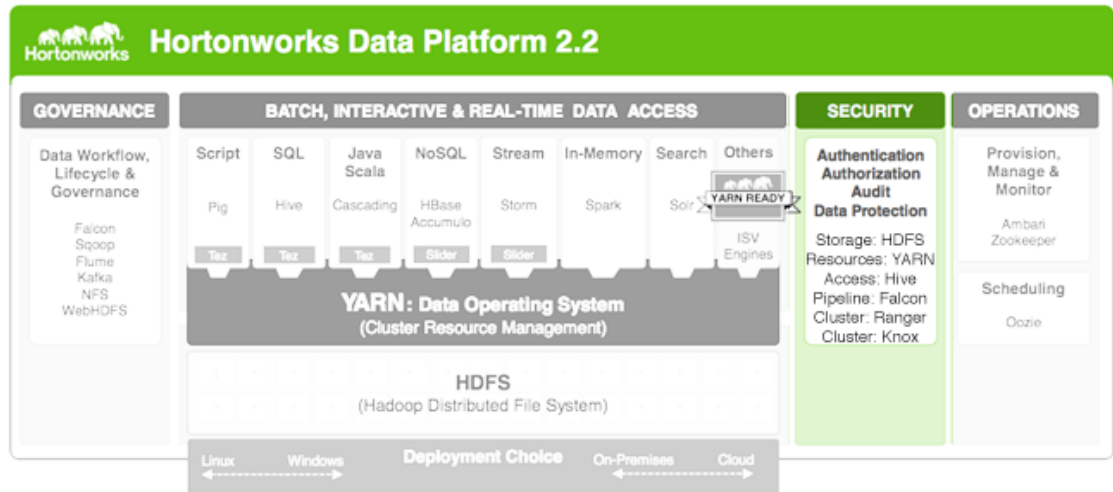 Hortonworks
Hortonworks Data Platform 2.2
GOVERNANCE
Data Workflow,
Lifecycle &
Governance
Falcon
Sqoop
Flume
Kafka
NFS
WebHDFS
BATCH, INTERACTIVE & REAL-TIME DATA ACCESS
Script
Pig
Tez
SQL
Hive
Tez
Java
Scala
Cascading
Tez
NoSQL
HBase
Accumulo
Slider
Stream
Storm
Slider
In-Memory
Spark
Search
Solr
Others
YARN READY
ISV
Engines
YARN: Data Operating System
(Cluster Resource Management)
HDFS
(Hadoop Distributed File System)
Deployment Choice
Linux
Windows
On-Premises
Cloud
SECURITY
Authentication
Authorization
Audit
Data Protection
Storage: HDFS
Resources: YARN
Access: Hive
Pipeline: Falcon
Cluster: Ranger
Cluster: Knox
OPERATIONS
Provision,
Manage &
Monitor
Ambari
Zookeeper
Scheduling
Oozie